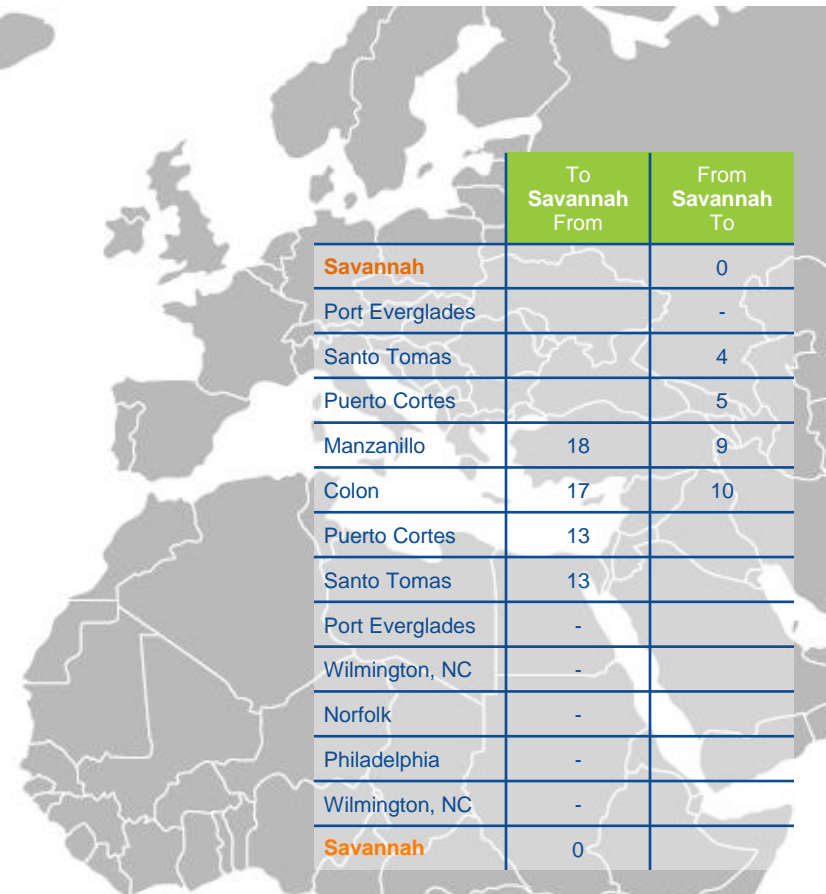 To
Savannah
From
From
Savannah
To
Savannah 0
Port Everglades -
Santo Tomas 4
Puerto Cortes 5
Manzanillo 18 9
Colon 17 10
Puerto Cortes 13
Santo Tomas 13
Port Everglades -
Wilmington, NC -
Norfolk -
Philadelphia -
Wilmington, NC -
Savannah 0